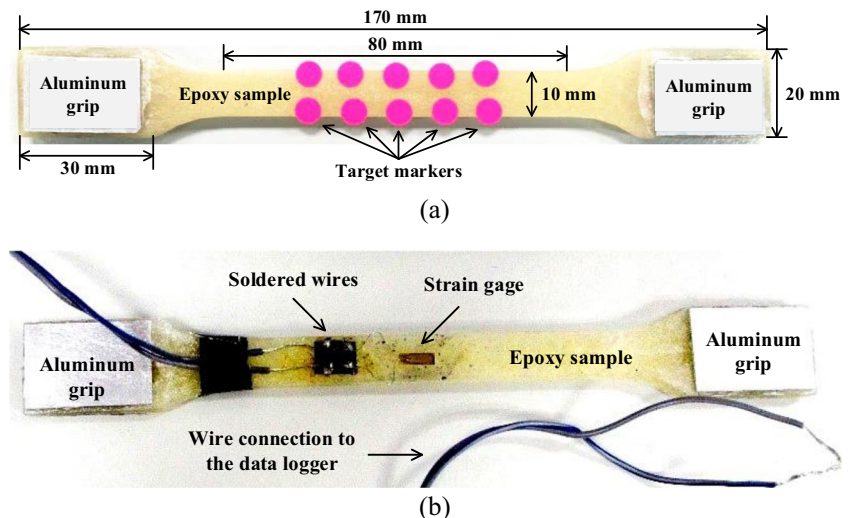 170 mm
80 mm
Aluminum
grip
Epoxy sample
10 mm
Aluminum
grip
20 mm
30 mm
Target markers
(a)
Soldered wires
Strain gage
Aluminum
grip
Epoxy sample
Aluminum
grip
Wire connection to
the data logger
(b)